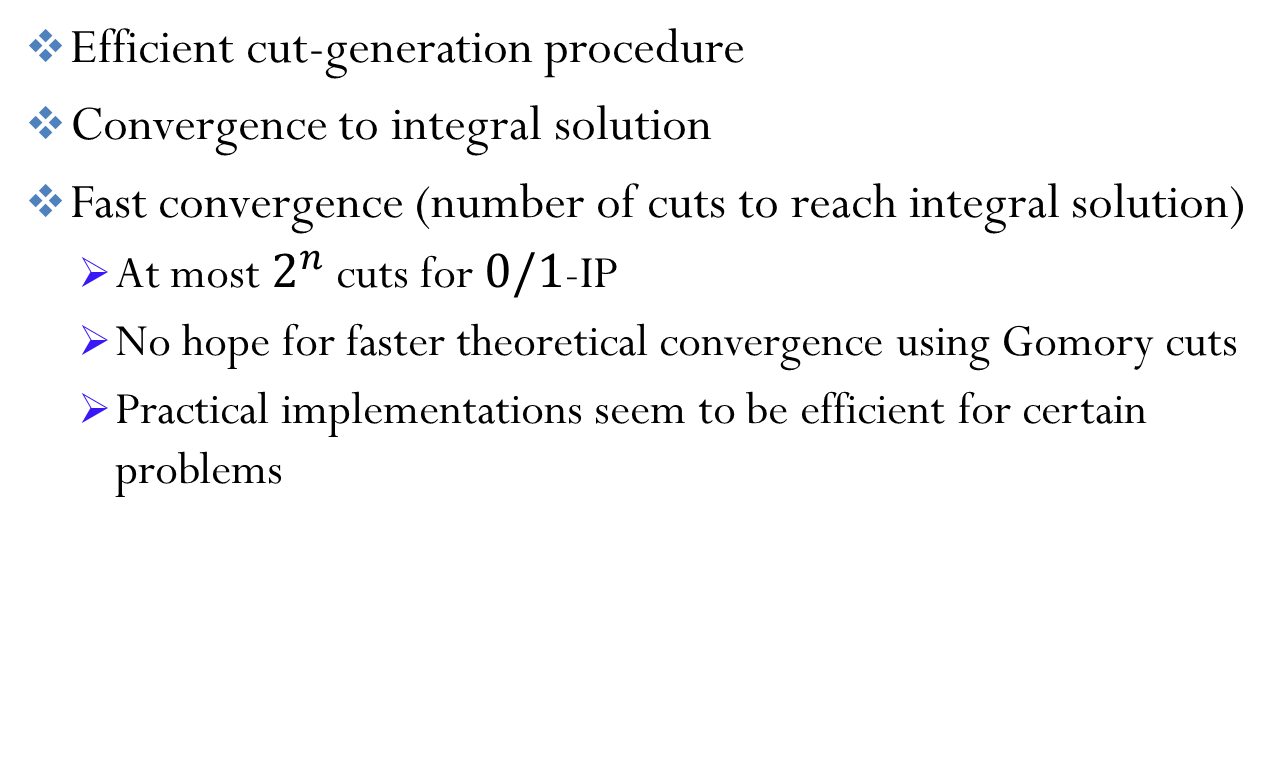 ❖Efficient cut-generation procedure
❖Convergence to integral solution
❖Fast convergence (number of cuts to reach integral solution)
➢At most 2ⁿ cuts for 0/1-IP
➢No hope for faster theoretical convergence using Gomory cuts
➢Practical implementations seem to be efficient for certain
problems